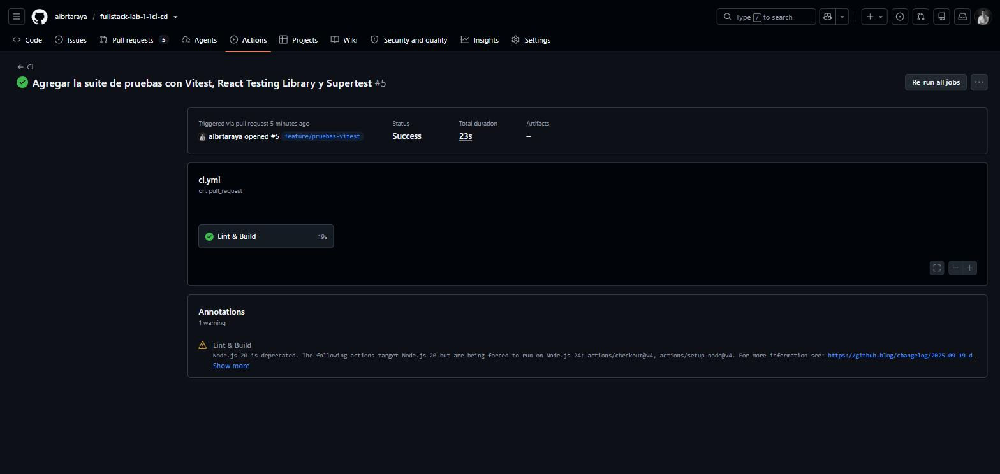 albrtaraya / fullstack-lab-1-1ci-cd
Type / to search
Code Issues Pull requests 5 Agents Actions Projects Wiki Security and quality Insights Settings
CI
Agregar la suite de pruebas con Vitest, React Testing Library y Supertest #5
Re-run all jobs
Triggered via pull request 5 minutes ago Status Total duration Artifacts
albrtaraya opened #5 feature/pruebas-vitest Success 23s –
ci.yml
on: pull_request
Lint & Build 19s
Annotations
1 warning
Lint & Build
Node.js 20 is deprecated. The following actions target Node.js 20 but are being forced to run on Node.js 24: actions/checkout@v4, actions/setup-node@v4. For more information see: https://github.blog/changelog/2025-09-19-d…
Show more